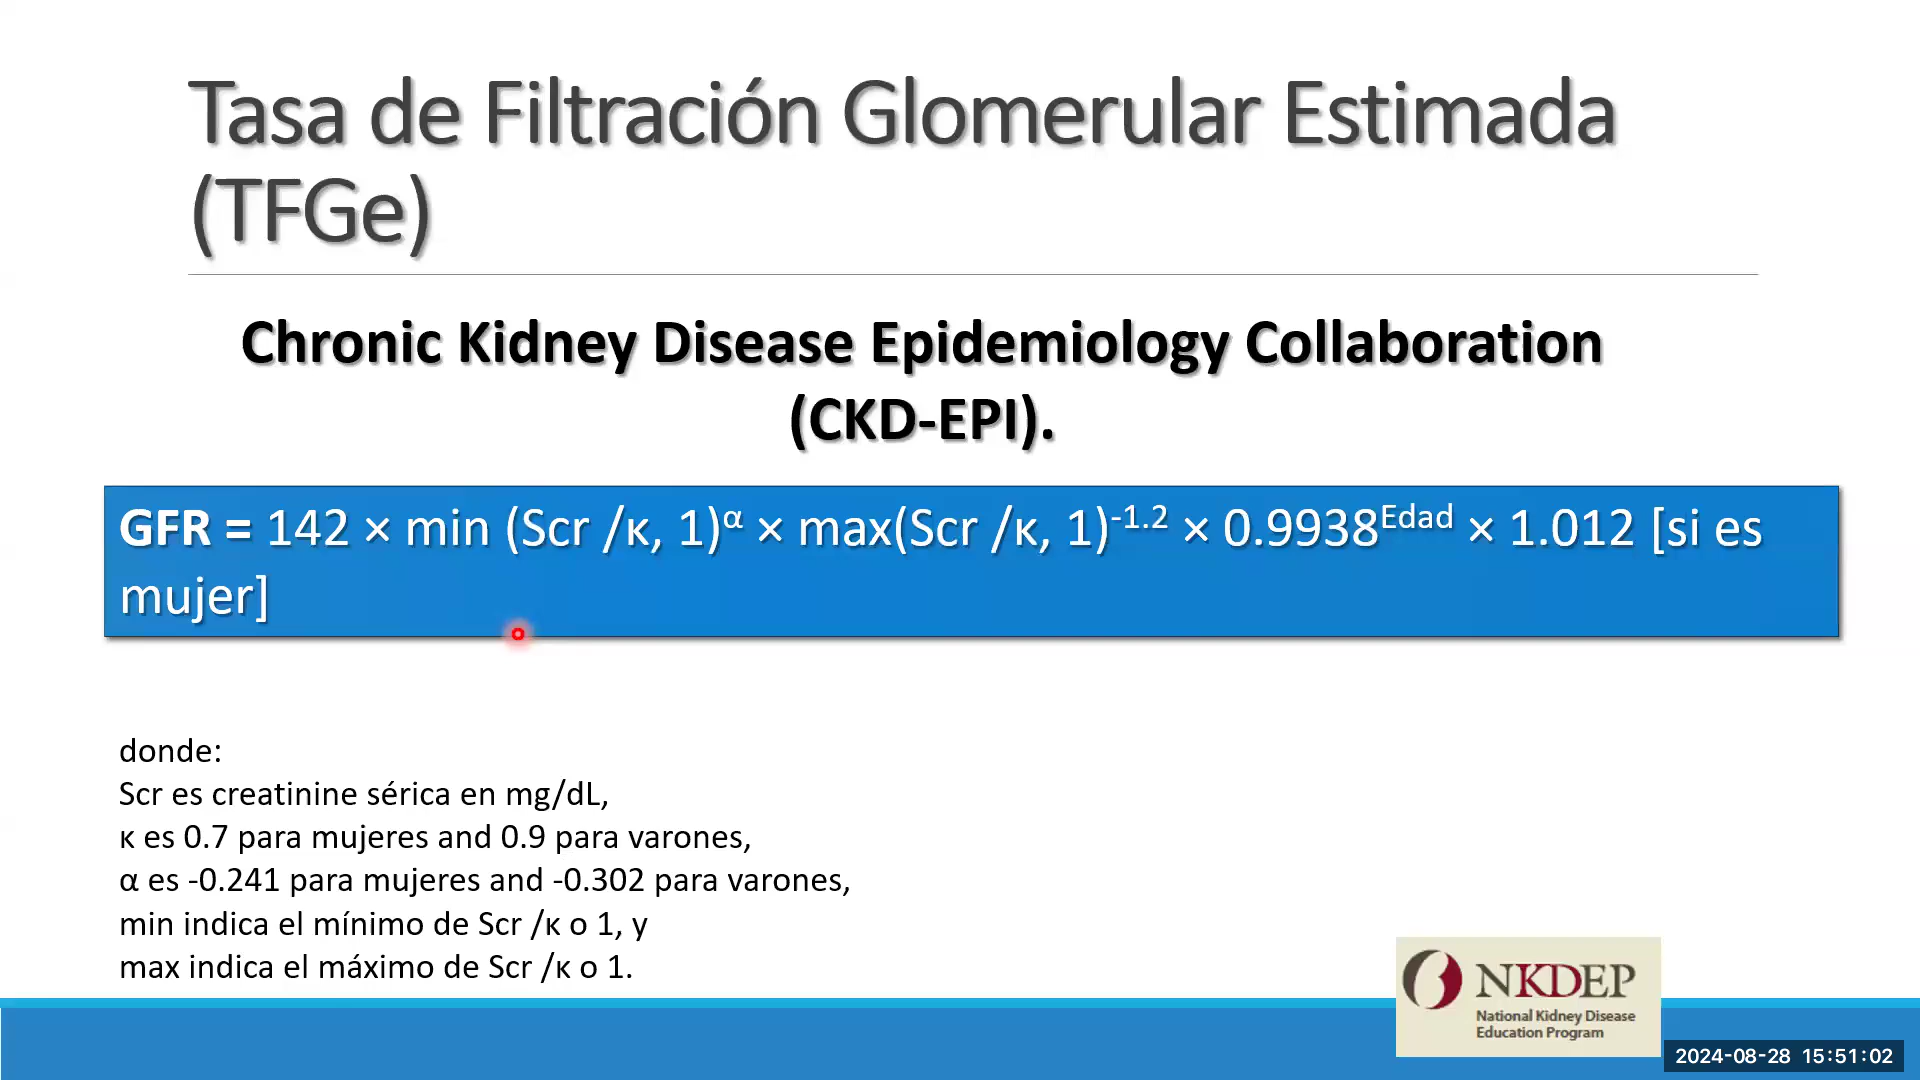 Tasa de Filtración Glomerular Estimada
(TFGe)
Chronic Kidney Disease Epidemiology Collaboration
(CKD-EPI).
GFR = 142 × min (Scr /κ, 1)^α × max(Scr /κ, 1)^-1.2 × 0.9938^Edad × 1.012 [si es
mujer]
donde:
Scr es creatinine sérica en mg/dL,
κ es 0.7 para mujeres and 0.9 para varones,
α es -0.241 para mujeres and -0.302 para varones,
min indica el mínimo de Scr /κ o 1, y
max indica el máximo de Scr /κ o 1.
NKDEP
National Kidney Disease
Education Program
2024-08-28 15:51:02